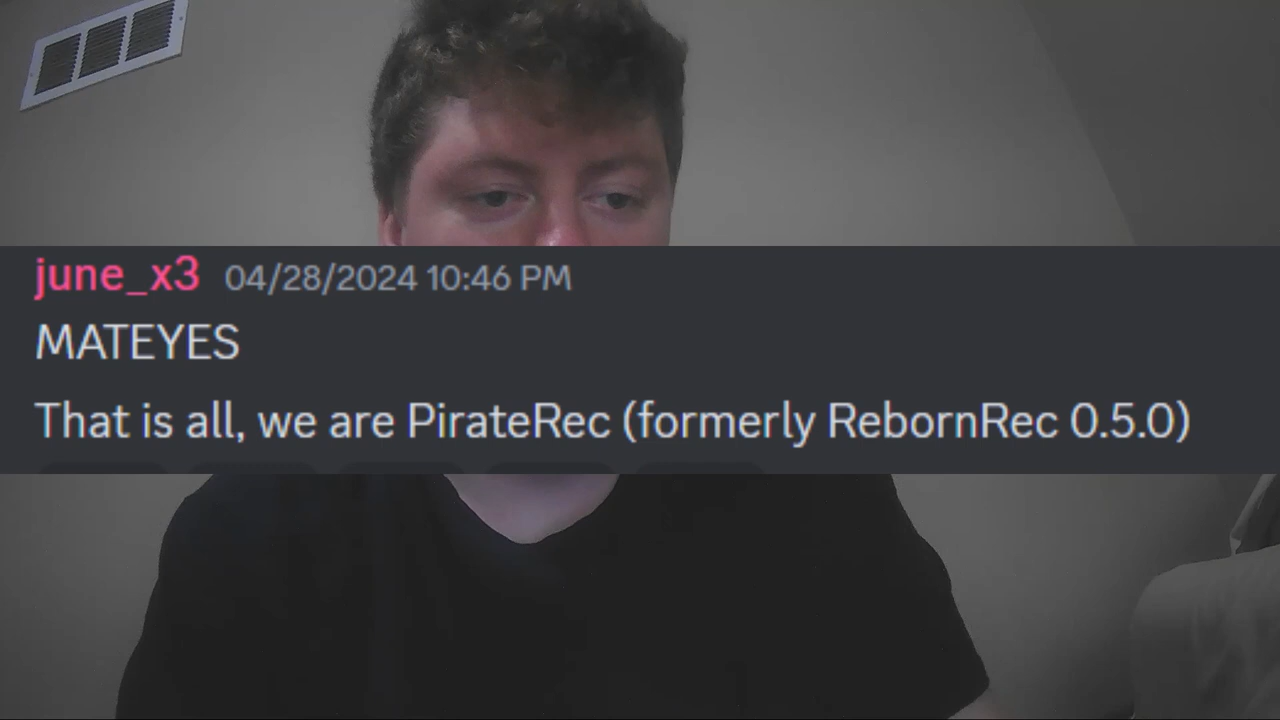 june_x3 04/28/2024 10:46 PM
MATEYES
That is all, we are PirateRec (formerly RebornRec 0.5.0)